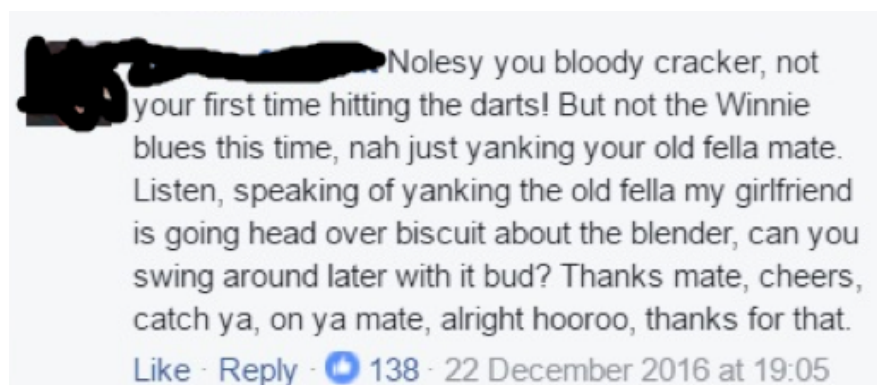 Nolesy you bloody cracker, not
your first time hitting the darts! But not the Winnie
blues this time, nah just yanking your old fella mate.
Listen, speaking of yanking the old fella my girlfriend
is going head over biscuit about the blender, can you
swing around later with it bud? Thanks mate, cheers,
catch ya, on ya mate, alright hooroo, thanks for that.
Like · Reply · 138 · 22 December 2016 at 19:05